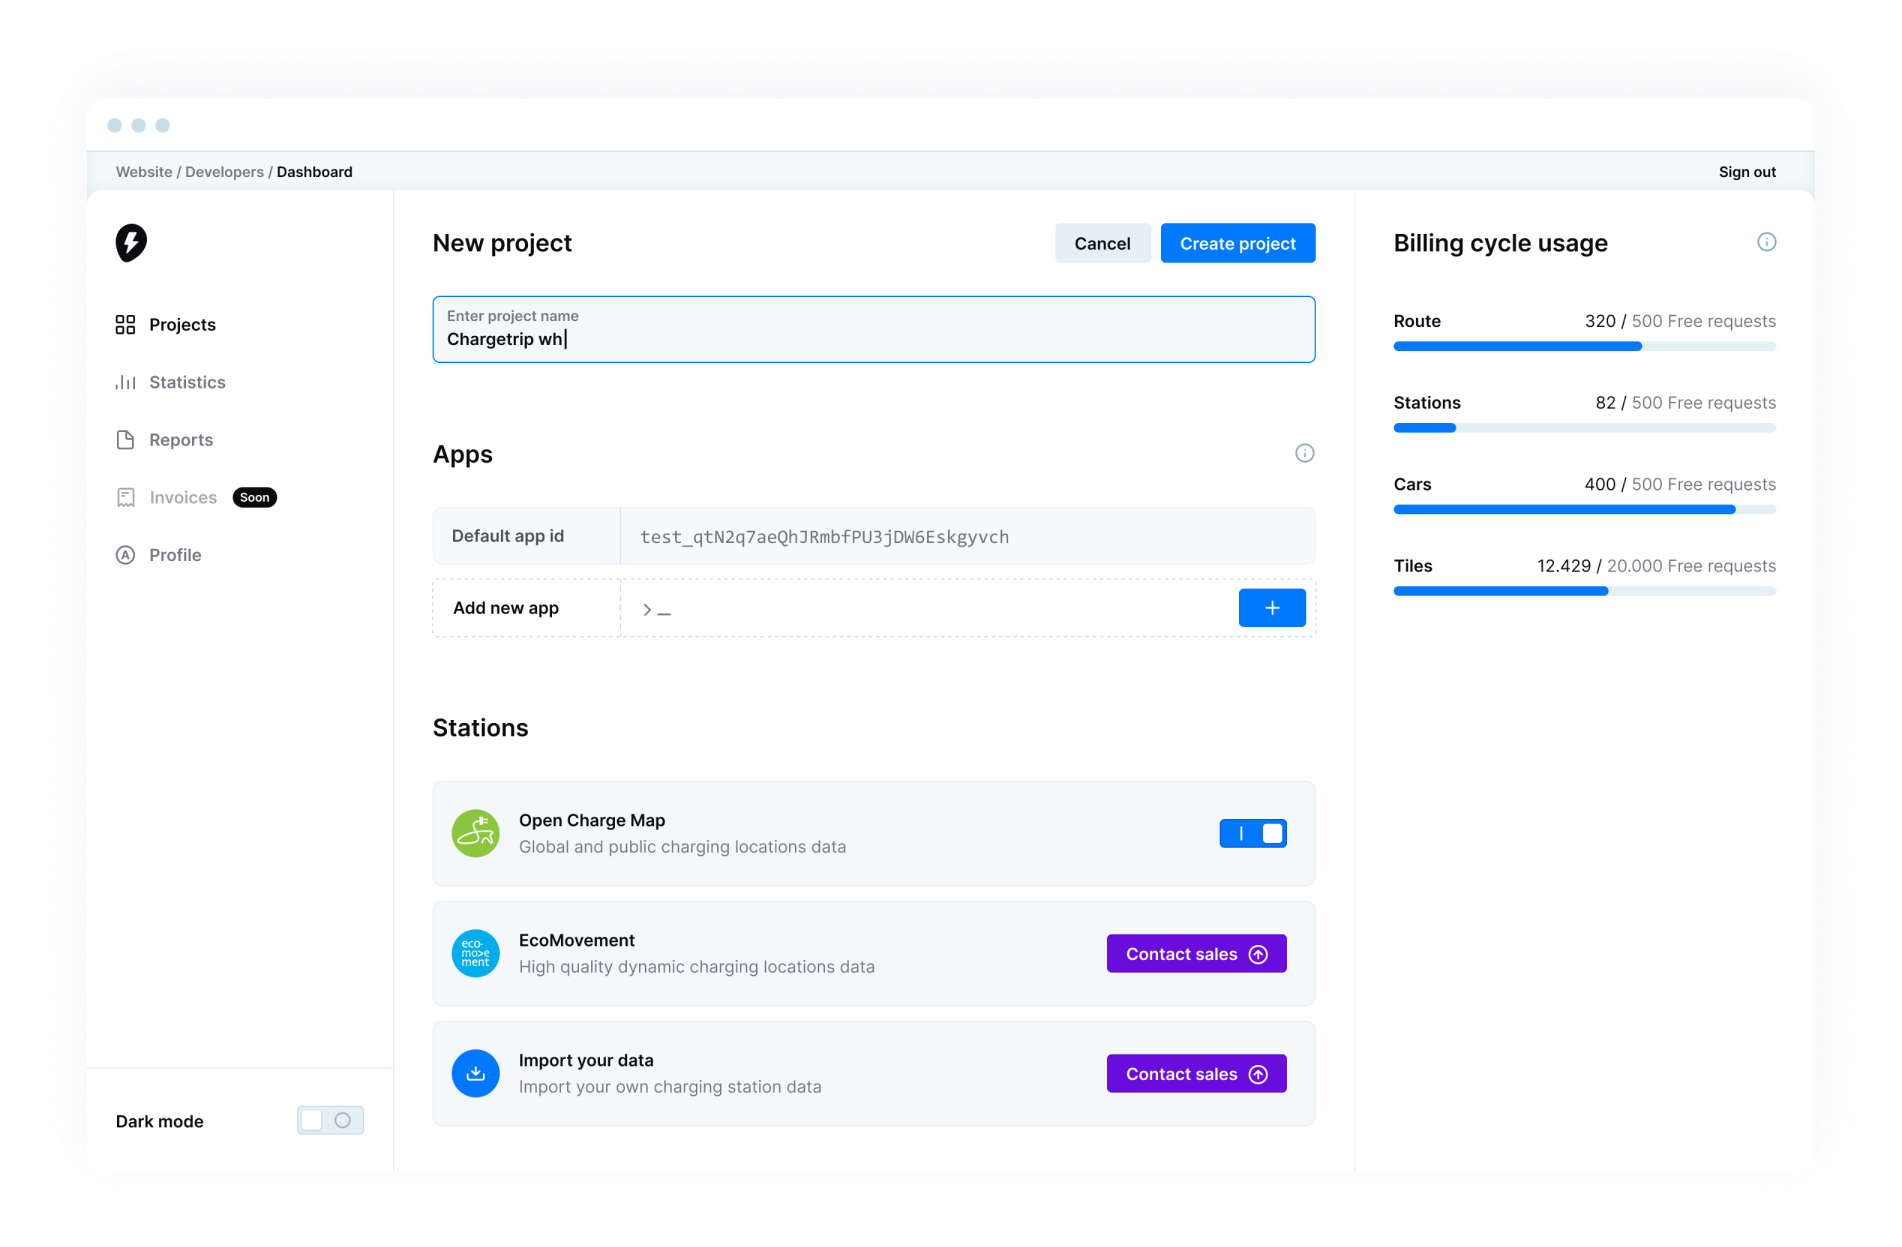 Website / Developers / Dashboard
Sign out
Projects
Statistics
Reports
Invoices Soon
Profile
Dark mode
New project
Cancel
Create project
Enter project name
Chargetrip wh
Apps
Default app id
test_qtN2q7aeQhJRmbfPU3jDW6Eskgyvch
Add new app
>_
+
Stations
Open Charge Map
Global and public charging locations data
eco-
mo>e
ment
EcoMovement
High quality dynamic charging locations data
Contact sales
Import your data
Import your own charging station data
Contact sales
Billing cycle usage
Route 320 / 500 Free requests
Stations 82 / 500 Free requests
Cars 400 / 500 Free requests
Tiles 12.429 / 20.000 Free requests